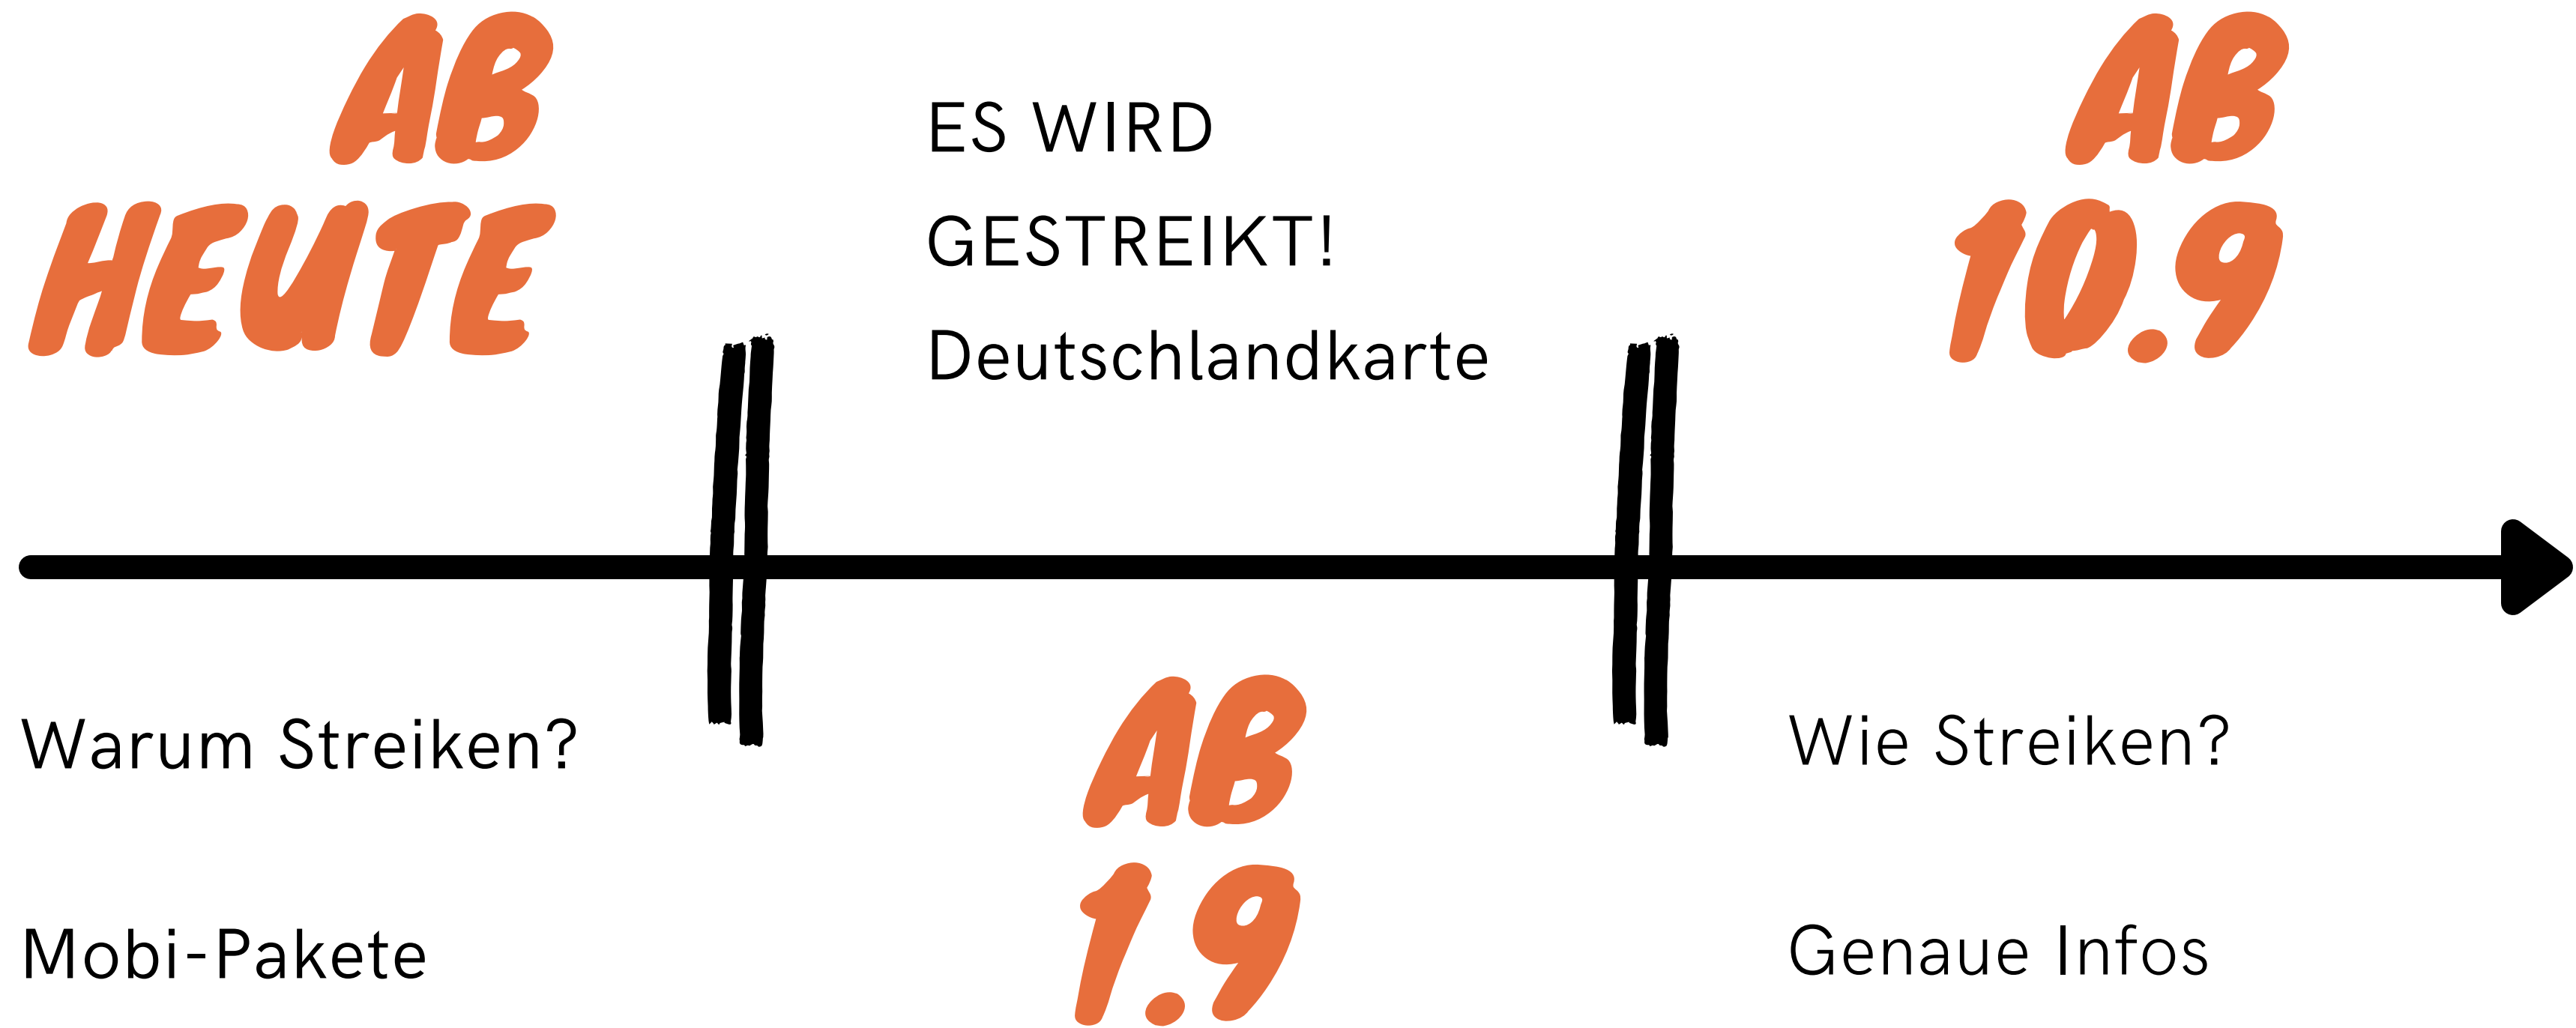 AB
HEUTE
Warum Streiken?
Mobi-Pakete
ES WIRD
GESTREIKT!
Deutschlandkarte
AB
1.9
AB
10.9
Wie Streiken?
Genaue Infos